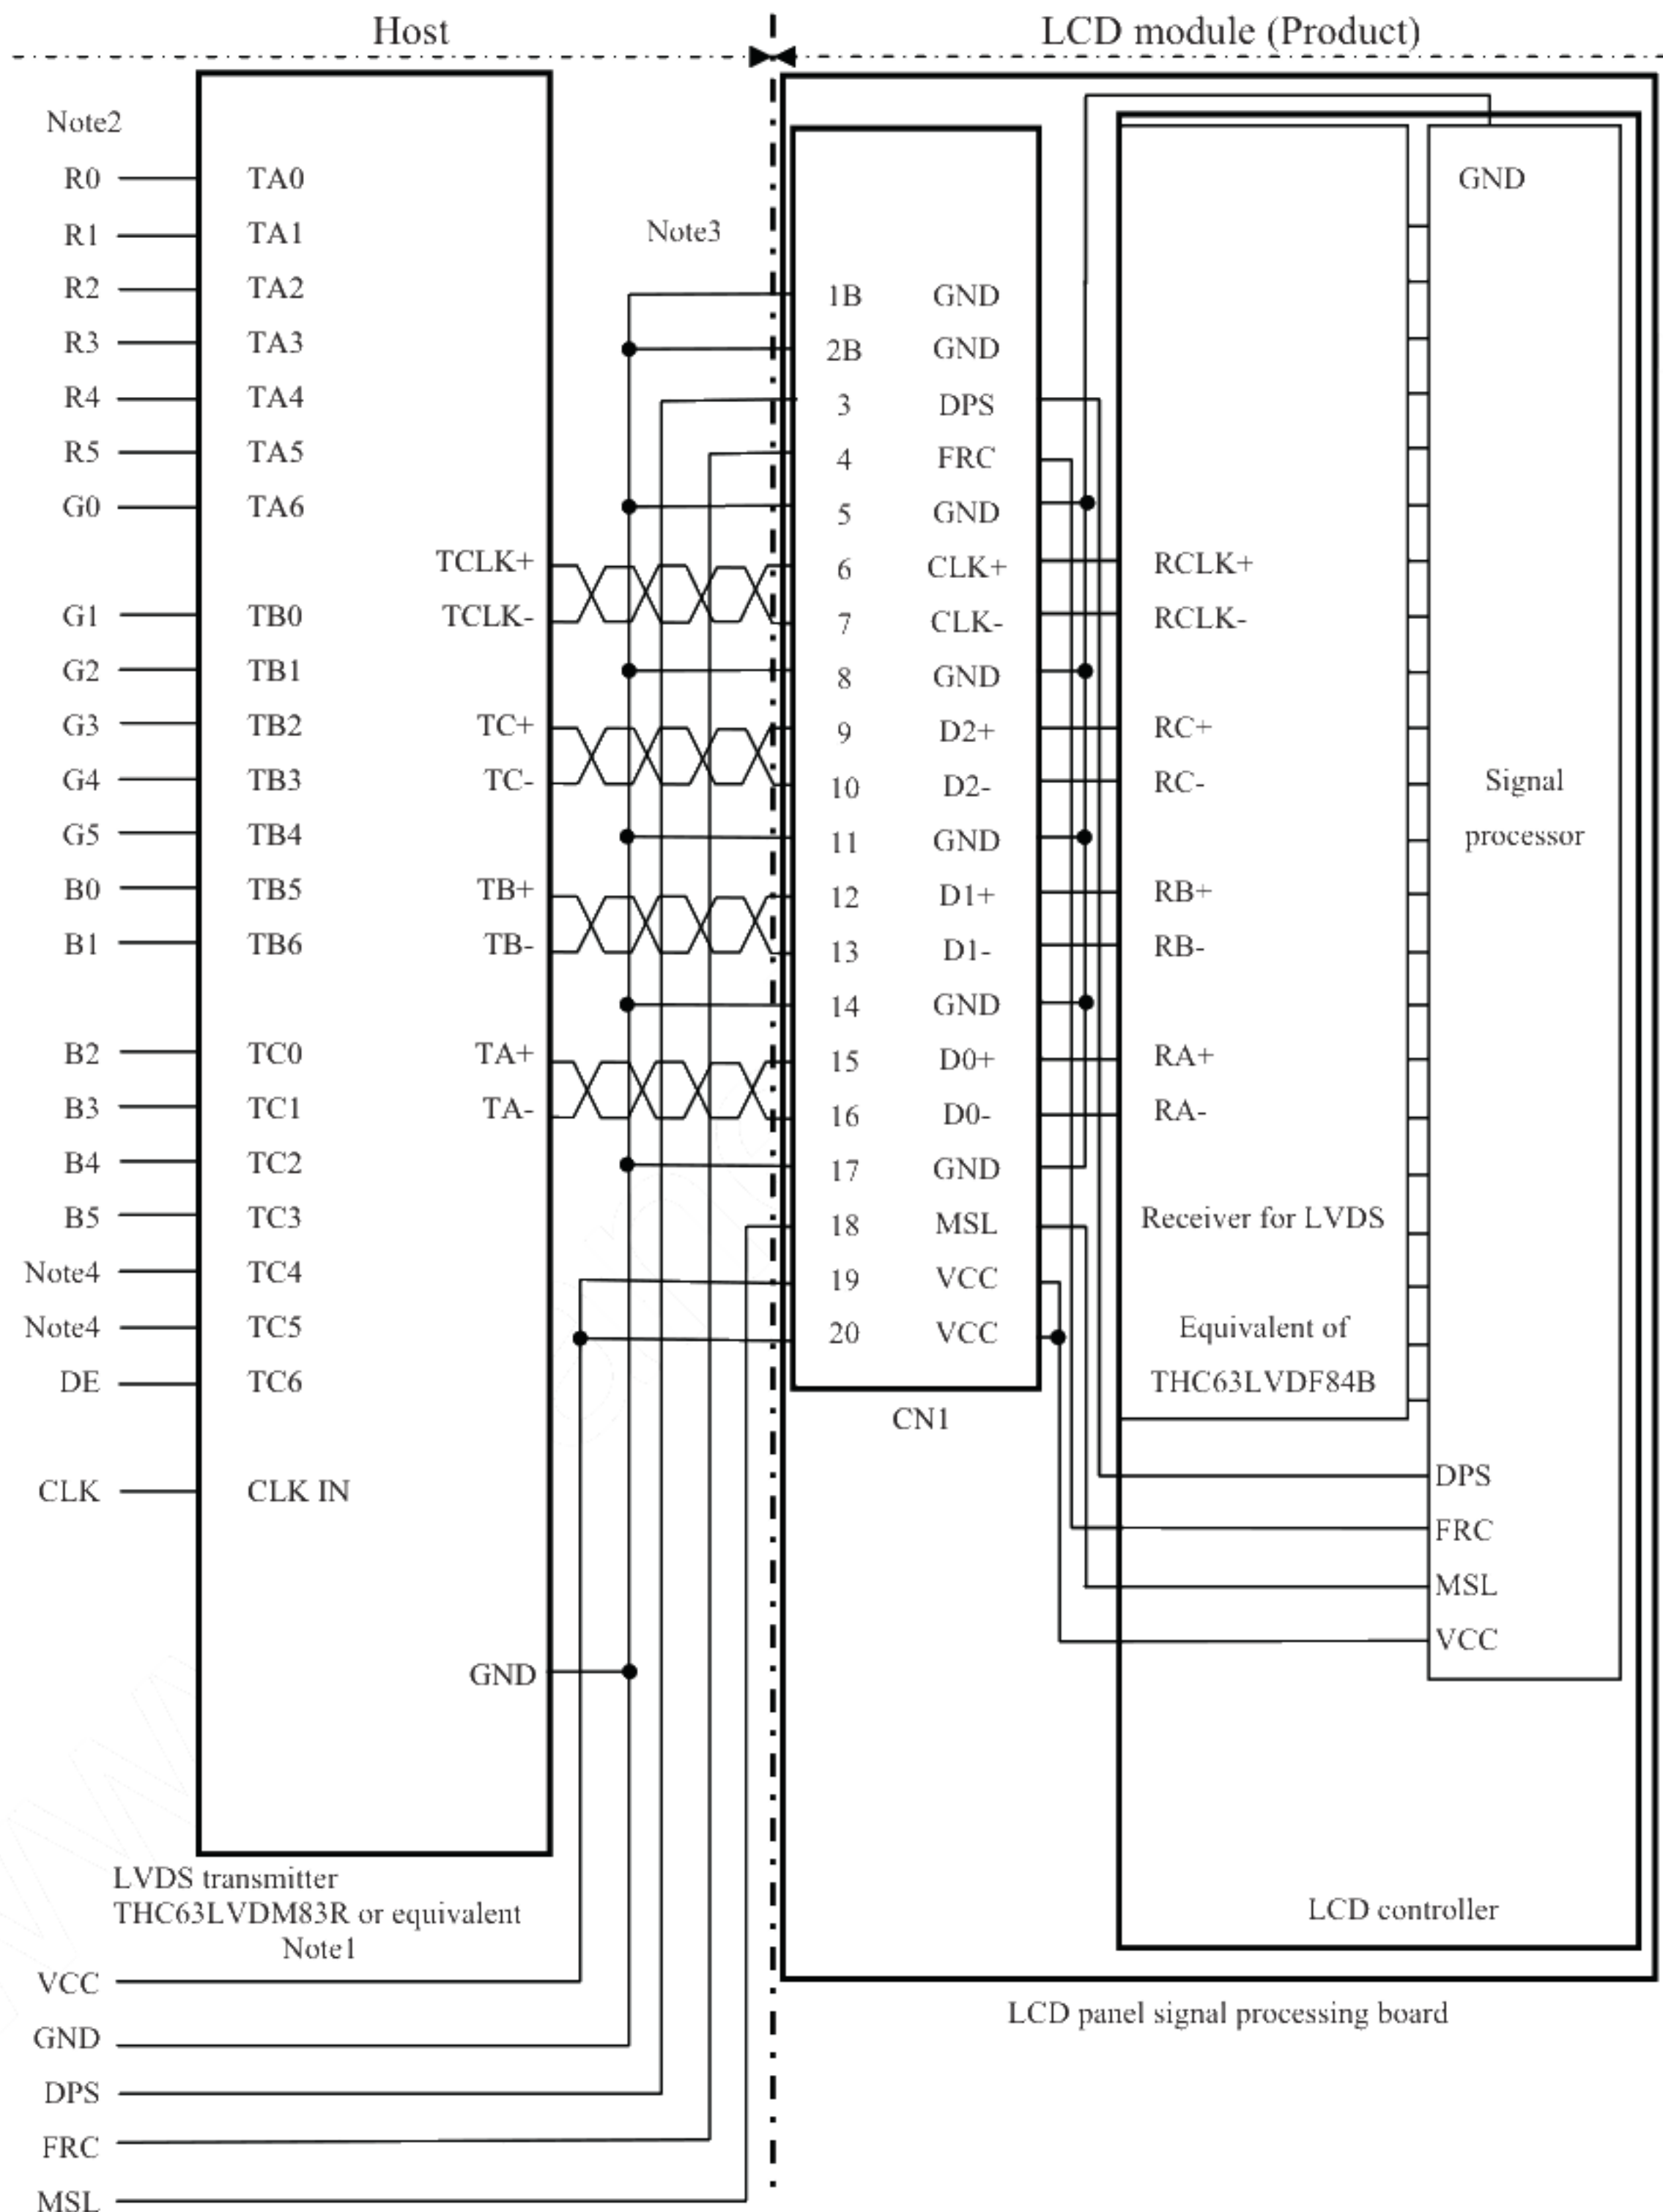 Host
LCD module (Product)
Note2
R0 TA0
R1 TA1
R2 TA2
R3 TA3
R4 TA4
R5 TA5
G0 TA6
G1 TB0
G2 TB1
G3 TB2
G4 TB3
G5 TB4
B0 TB5
B1 TB6
B2 TC0
B3 TC1
B4 TC2
B5 TC3
Note4 TC4
Note4 TC5
DE TC6
CLK CLK IN
TCLK+
TCLK-
TC+
TC-
TB+
TB-
TA+
TA-
GND
LVDS transmitter
THC63LVDM83R or equivalent
Note1
VCC
GND
DPS
FRC
MSL
Note3
1B GND
2B GND
3 DPS
4 FRC
5 GND
6 CLK+
7 CLK-
8 GND
9 D2+
10 D2-
11 GND
12 D1+
13 D1-
14 GND
15 D0+
16 D0-
17 GND
18 MSL
19 VCC
20 VCC
CN1
RCLK+
RCLK-
RC+
RC-
RB+
RB-
RA+
RA-
Receiver for LVDS
Equivalent of
THC63LVDF84B
GND
Signal
processor
DPS
FRC
MSL
VCC
LCD controller
LCD panel signal processing board